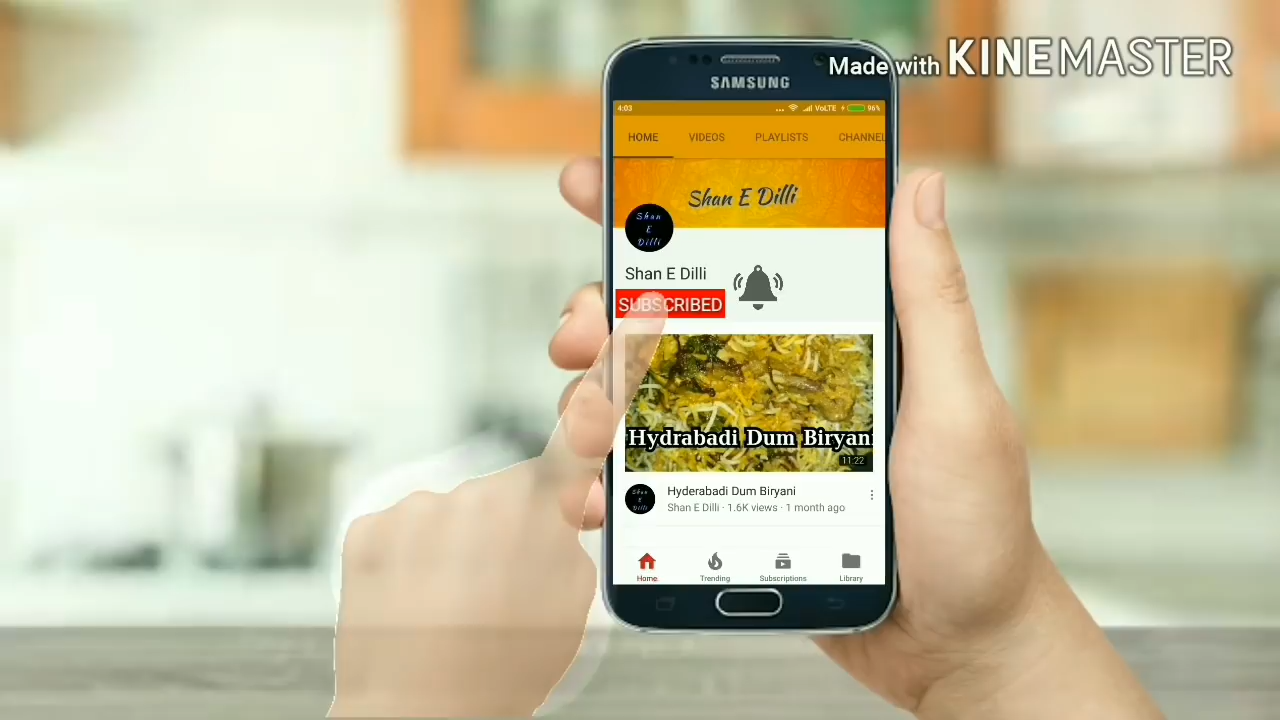 Made with KINEMASTER
SAMSUNG
4:03 ... VoLTE 96%
HOME VIDEOS PLAYLISTS CHANNEL
Shan E Dilli
Shan
E
Dilli
Shan E Dilli
SUBSCRIBED
Hydrabadi Dum Biryani
11:22
Shan
E
Dilli
Hyderabadi Dum Biryani
Shan E Dilli · 1.6K views · 1 month ago
Home Trending Subscriptions Library